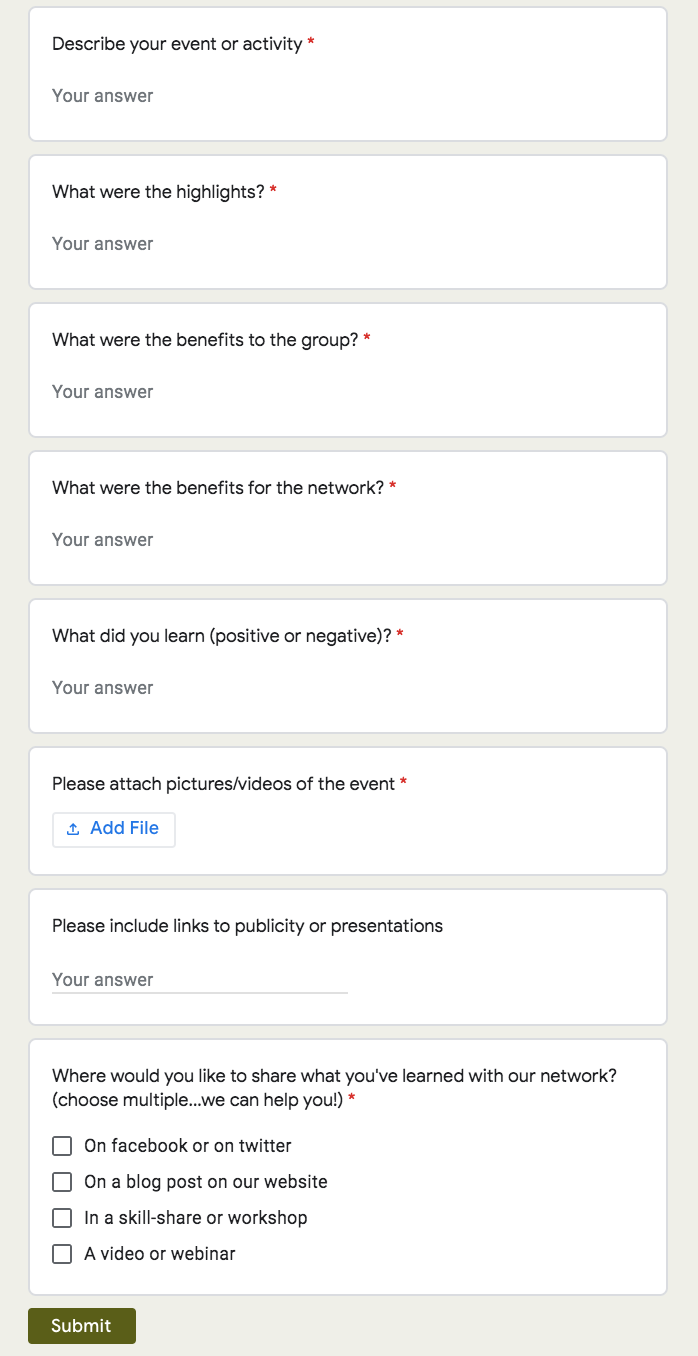 Describe your event or activity *
Your answer
What were the highlights? *
Your answer
What were the benefits to the group? *
Your answer
What were the benefits for the network? *
Your answer
What did you learn (positive or negative)? *
Your answer
Please attach pictures/videos of the event *
Add File
Please include links to publicity or presentations
Your answer
Where would you like to share what you've learned with our network?
(choose multiple...we can help you!) *
On facebook or on twitter
On a blog post on our website
In a skill-share or workshop
A video or webinar
Submit